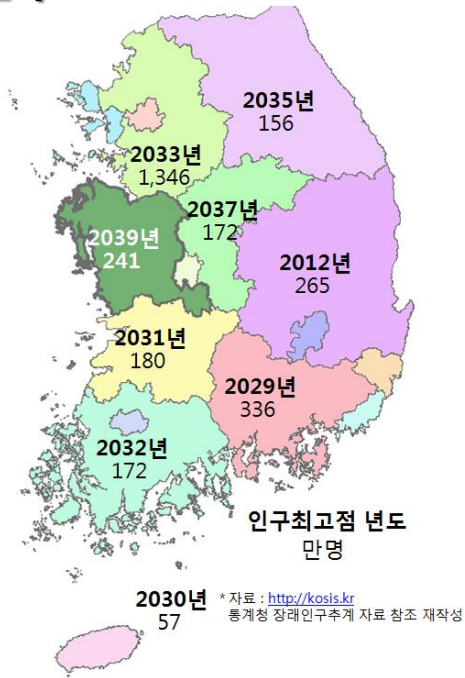 2035년
156
2033년
1,346
2037년
172
2039년
241
2012년
265
2031년
180
2029년
336
2032년
172
인구최고점 년도
만명
2030년
57
* 자료 : http://kosis.kr
통계청 장래인구추계 자료 참조 재작성